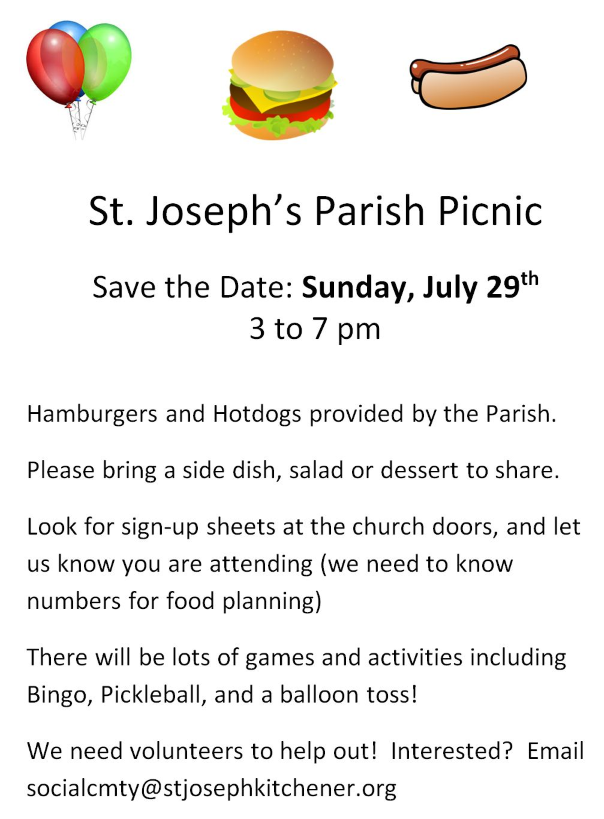 St. Joseph’s Parish Picnic
Save the Date: Sunday, July 29th
3 to 7 pm
Hamburgers and Hotdogs provided by the Parish.
Please bring a side dish, salad or dessert to share.
Look for sign-up sheets at the church doors, and let
us know you are attending (we need to know
numbers for food planning)
There will be lots of games and activities including
Bingo, Pickleball, and a balloon toss!
We need volunteers to help out!  Interested?  Email
socialcmty@stjosephkitchener.org